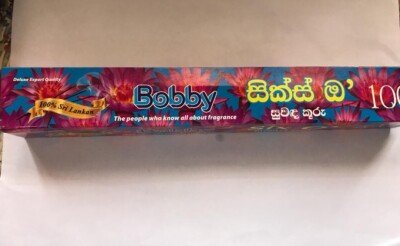 Deluxe Export Quality
100% Sri Lankan
Bobby
The people who know all about fragrance
සික්ස් ඕ'
සුවඳ කූරු
100